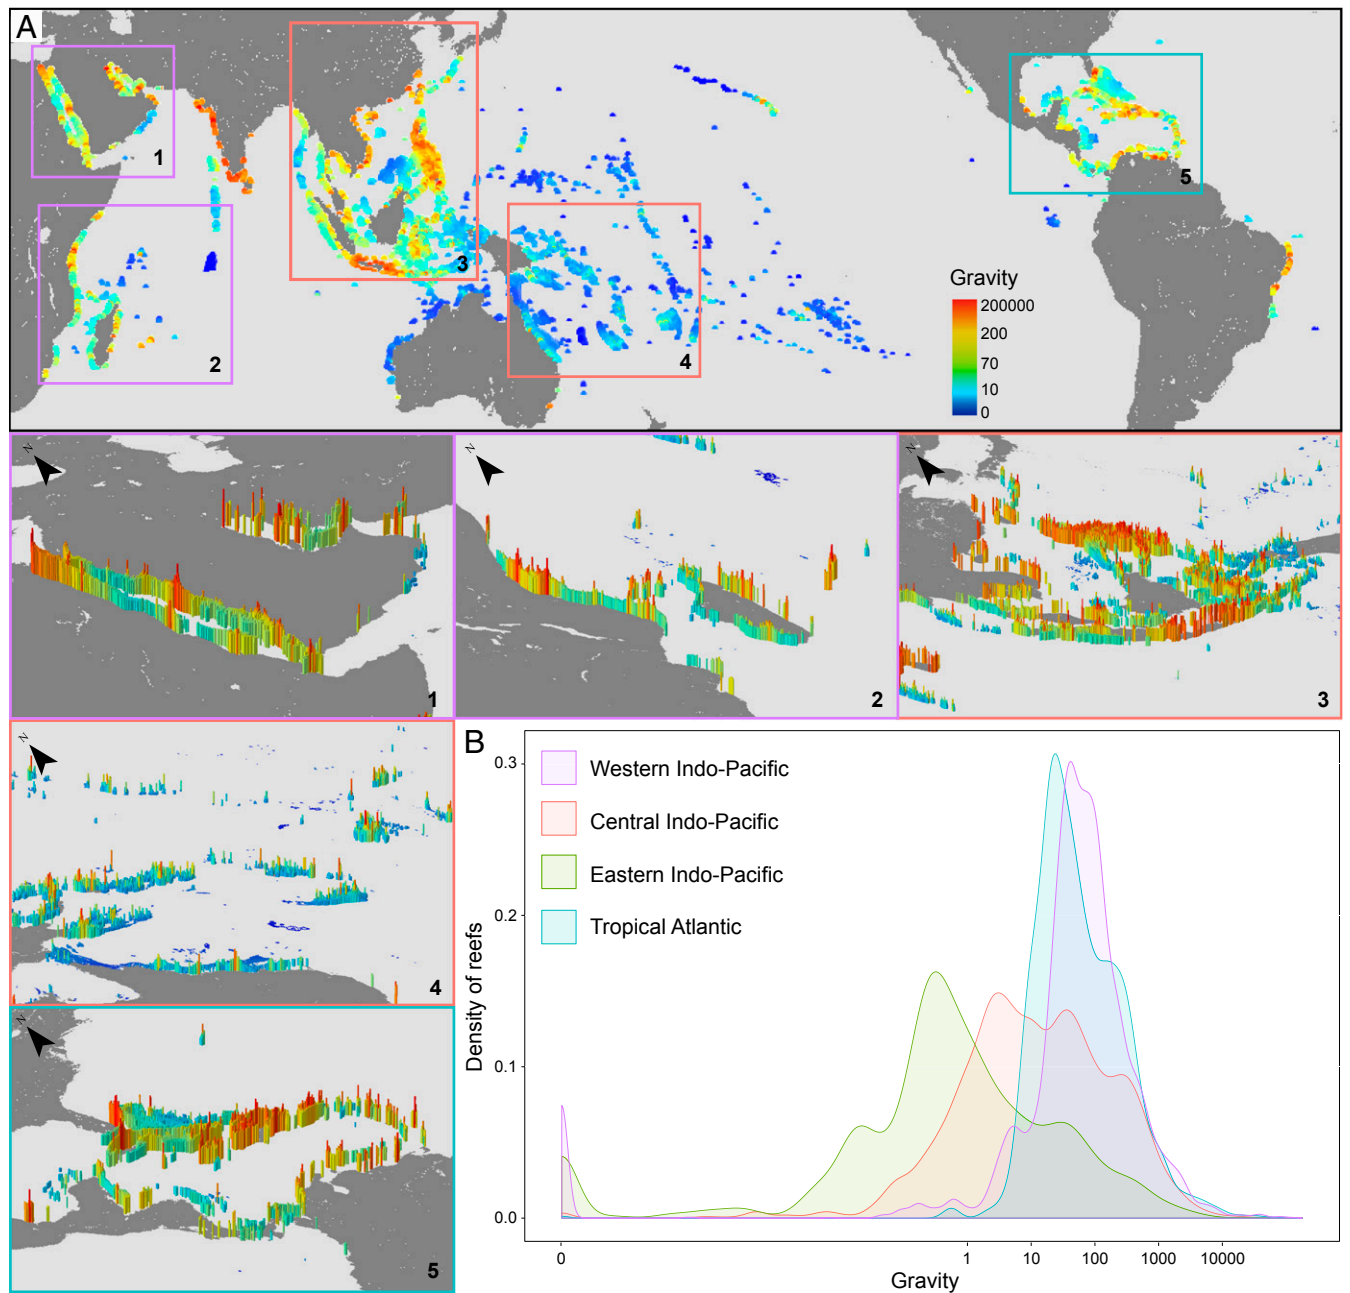 A
1
2
3
4
5
Gravity
200000
200
70
10
0
N
1
N
2
N
3
N
4
N
5
B
Western Indo-Pacific
Central Indo-Pacific
Eastern Indo-Pacific
Tropical Atlantic
Density of reefs
0.3
0.2
0.1
0.0
0 1 10 100 1000 10000
Gravity